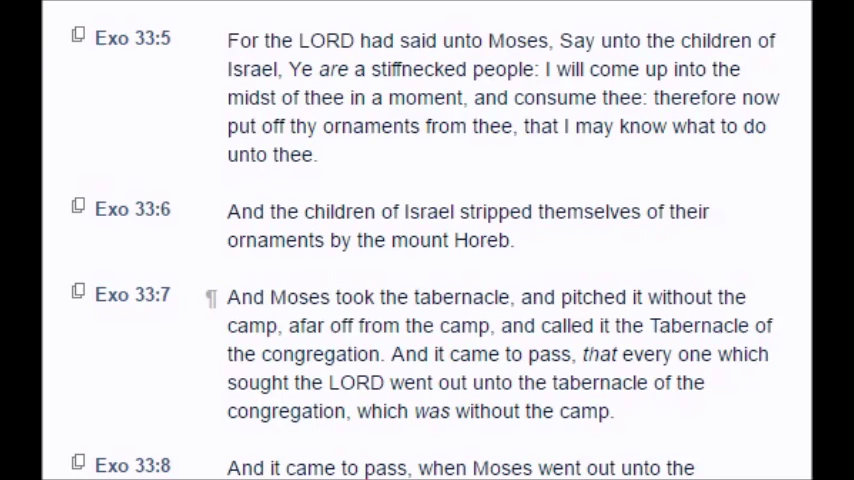 Exo 33:5 For the LORD had said unto Moses, Say unto the children of
Israel, Ye are a stiffnecked people: I will come up into the
midst of thee in a moment, and consume thee: therefore now
put off thy ornaments from thee, that I may know what to do
unto thee.
Exo 33:6 And the children of Israel stripped themselves of their
ornaments by the mount Horeb.
Exo 33:7 ¶ And Moses took the tabernacle, and pitched it without the
camp, afar off from the camp, and called it the Tabernacle of
the congregation. And it came to pass, that every one which
sought the LORD went out unto the tabernacle of the
congregation, which was without the camp.
Exo 33:8 And it came to pass, when Moses went out unto the